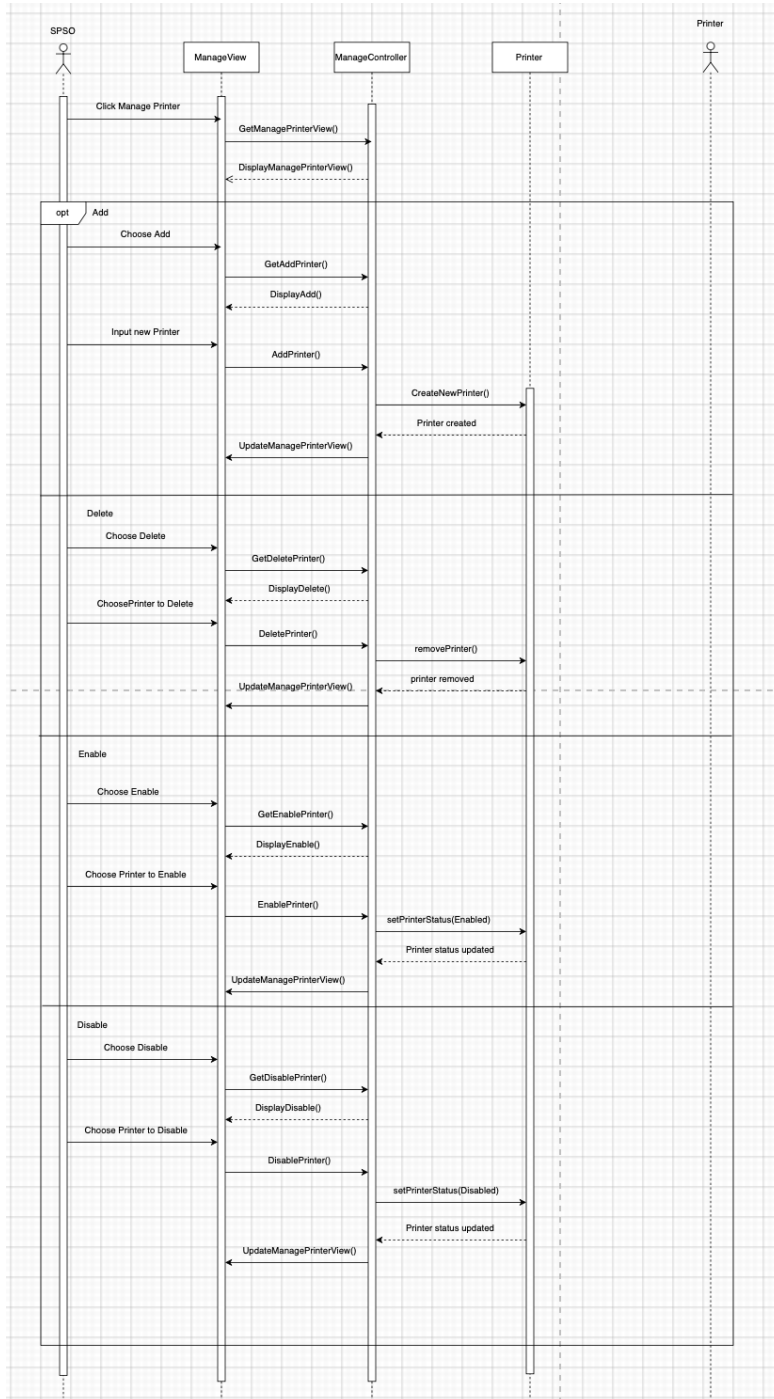 SPSO
Printer
ManageView
ManageController
Printer
Click Manage Printer
GetManagePrinterView()
DisplayManagePrinterView()
opt
Add
Choose Add
GetAddPrinter()
DisplayAdd()
Input new Printer
AddPrinter()
CreateNewPrinter()
Printer created
UpdateManagePrinterView()
Delete
Choose Delete
GetDeletePrinter()
DisplayDelete()
ChoosePrinter to Delete
DeletePrinter()
removePrinter()
printer removed
UpdateManagePrinterView()
Enable
Choose Enable
GetEnablePrinter()
DisplayEnable()
Choose Printer to Enable
EnablePrinter()
setPrinterStatus(Enabled)
Printer status updated
UpdateManagePrinterView()
Disable
Choose Disable
GetDisablePrinter()
DisplayDisable()
Choose Printer to Disable
DisablePrinter()
setPrinterStatus(Disabled)
Printer status updated
UpdateManagePrinterView()